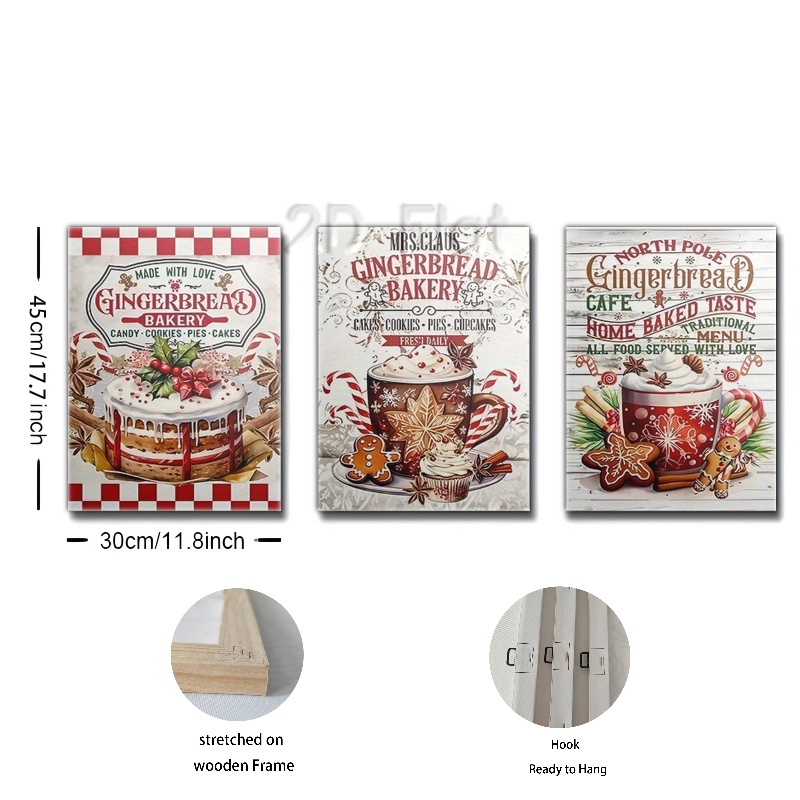 2D Flat
45cm/17.7inch
30cm/11.8inch
MADE WITH LOVE
GINGERBREAD
BAKERY
CANDY·COOKIES·PIES·CAKES
MRS.CLAUS
GINGERBREAD
BAKERY
CAKES·COOKIES·PIES·CUPCAKES
FRESH DAILY
NORTH POLE
GingerbreaD
CAFE
HOME BAKED TASTE
TRADITIONAL
MENU
ALL FOOD SERVED WITH LOVE
stretched on
wooden Frame
Hook
Ready to Hang